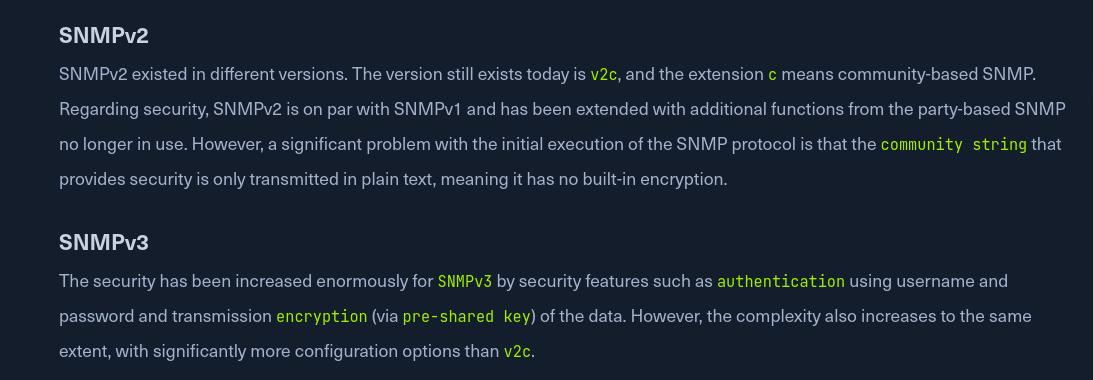 SNMPv2
SNMPv2 existed in different versions. The version still exists today is v2c, and the extension c means community-based SNMP.
Regarding security, SNMPv2 is on par with SNMPv1 and has been extended with additional functions from the party-based SNMP
no longer in use. However, a significant problem with the initial execution of the SNMP protocol is that the community string that
provides security is only transmitted in plain text, meaning it has no built-in encryption.
SNMPv3
The security has been increased enormously for SNMPv3 by security features such as authentication using username and
password and transmission encryption (via pre-shared key) of the data. However, the complexity also increases to the same
extent, with significantly more configuration options than v2c.